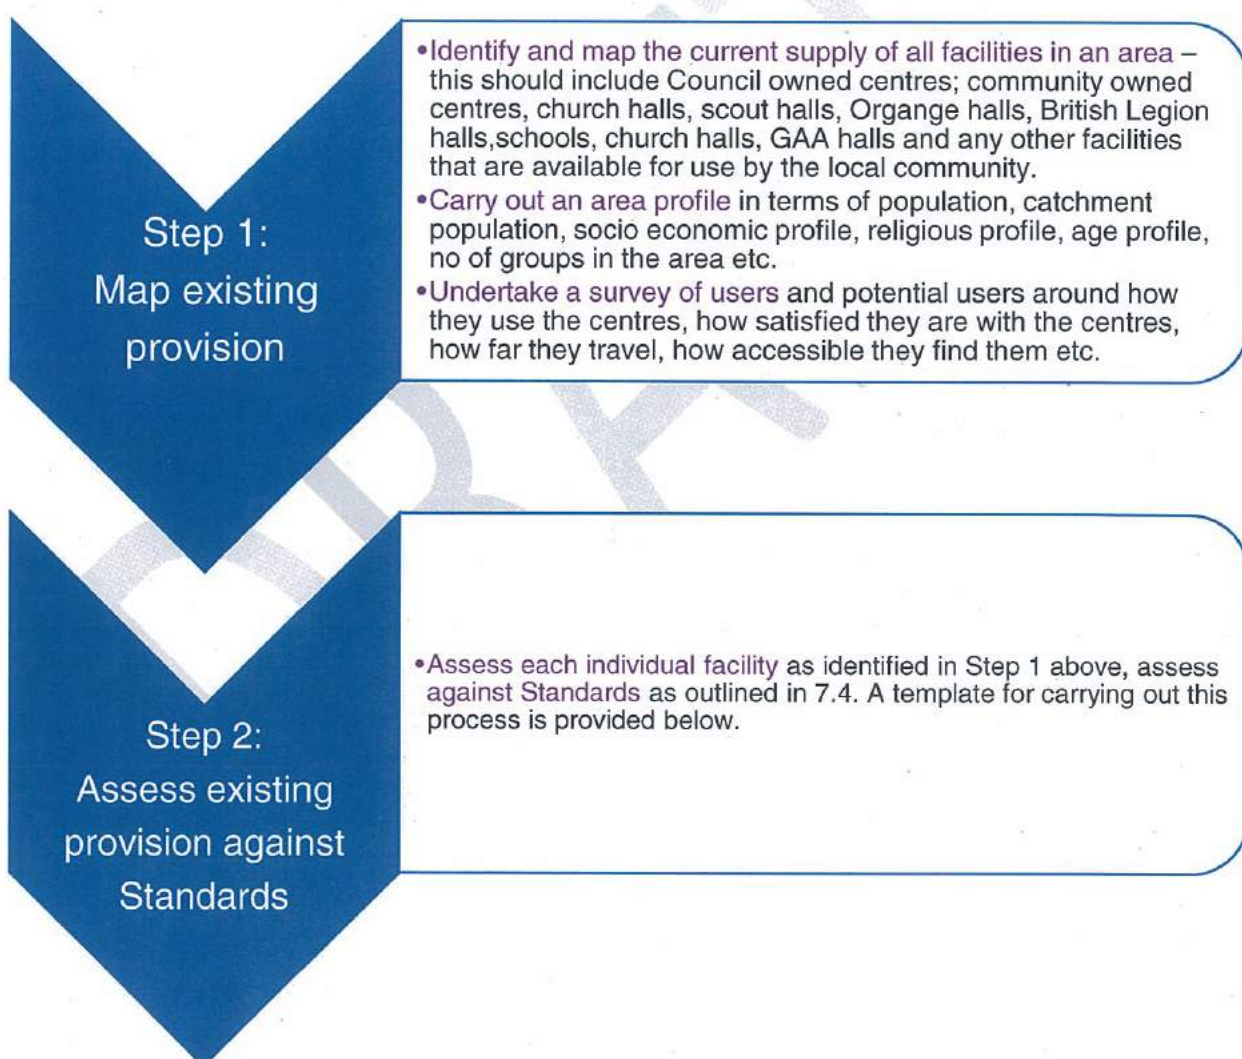 Step 1:
Map existing
provision
•Identify and map the current supply of all facilities in an area –
this should include Council owned centres; community owned
centres, church halls, scout halls, Organge halls, British Legion
halls,schools, church halls, GAA halls and any other facilities
that are available for use by the local community.
•Carry out an area profile in terms of population, catchment
population, socio economic profile, religious profile, age profile,
no of groups in the area etc.
•Undertake a survey of users and potential users around how
they use the centres, how satisfied they are with the centres,
how far they travel, how accessible they find them etc.
Step 2:
Assess existing
provision against
Standards
•Assess each individual facility as identified in Step 1 above, assess
against Standards as outlined in 7.4. A template for carrying out this
process is provided below.